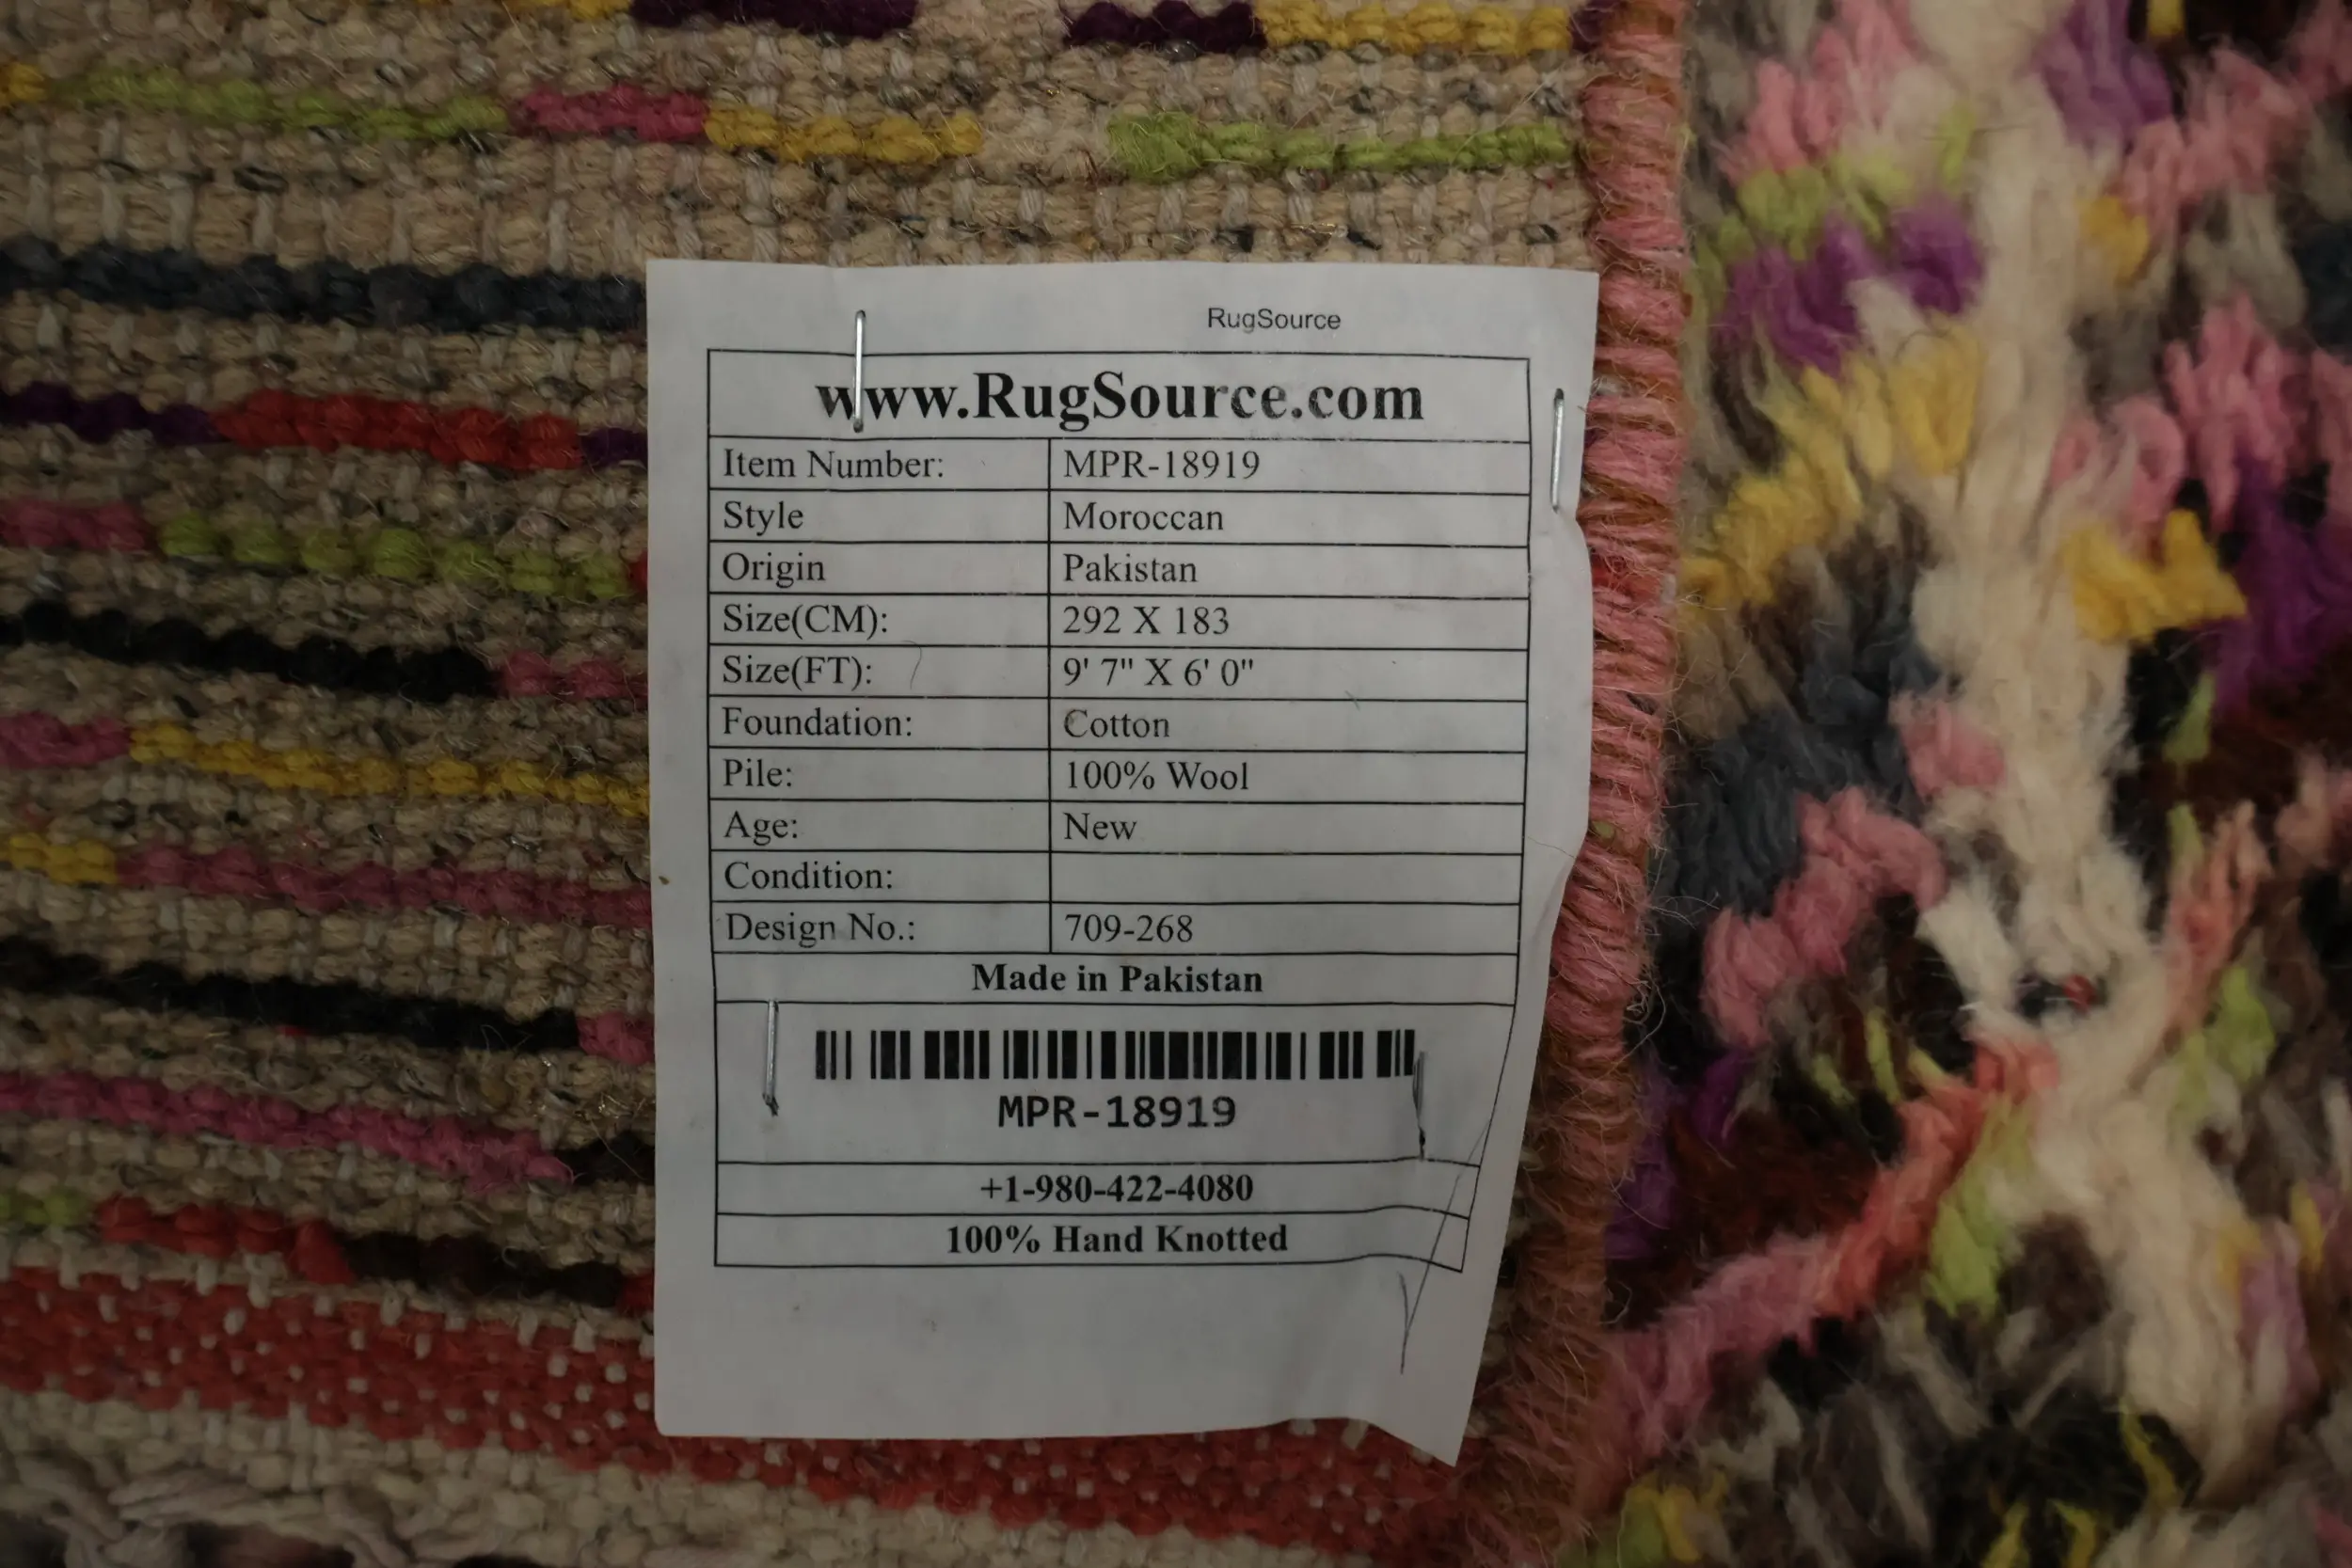 RugSource
www.RugSource.com
Item Number: MPR-18919
Style Moroccan
Origin Pakistan
Size(CM): 292 X 183
Size(FT): 9' 7" X 6' 0"
Foundation: Cotton
Pile: 100% Wool
Age: New
Condition:
Design No.: 709-268
Made in Pakistan
MPR-18919
+1-980-422-4080
100% Hand Knotted